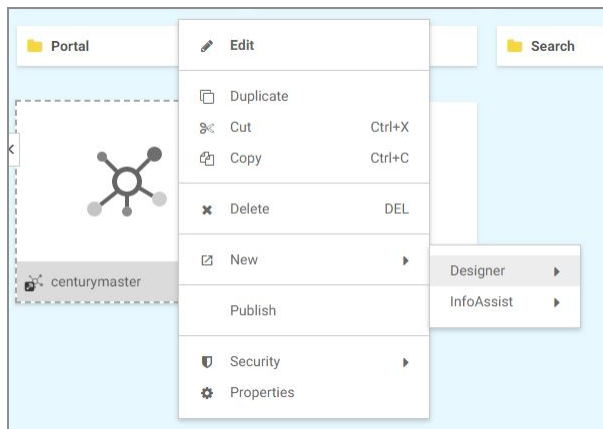 Portal
Edit
Search
Duplicate
Cut Ctrl+X
Copy Ctrl+C
Delete DEL
New
Designer
InfoAssist
centurymaster
Publish
Security
Properties